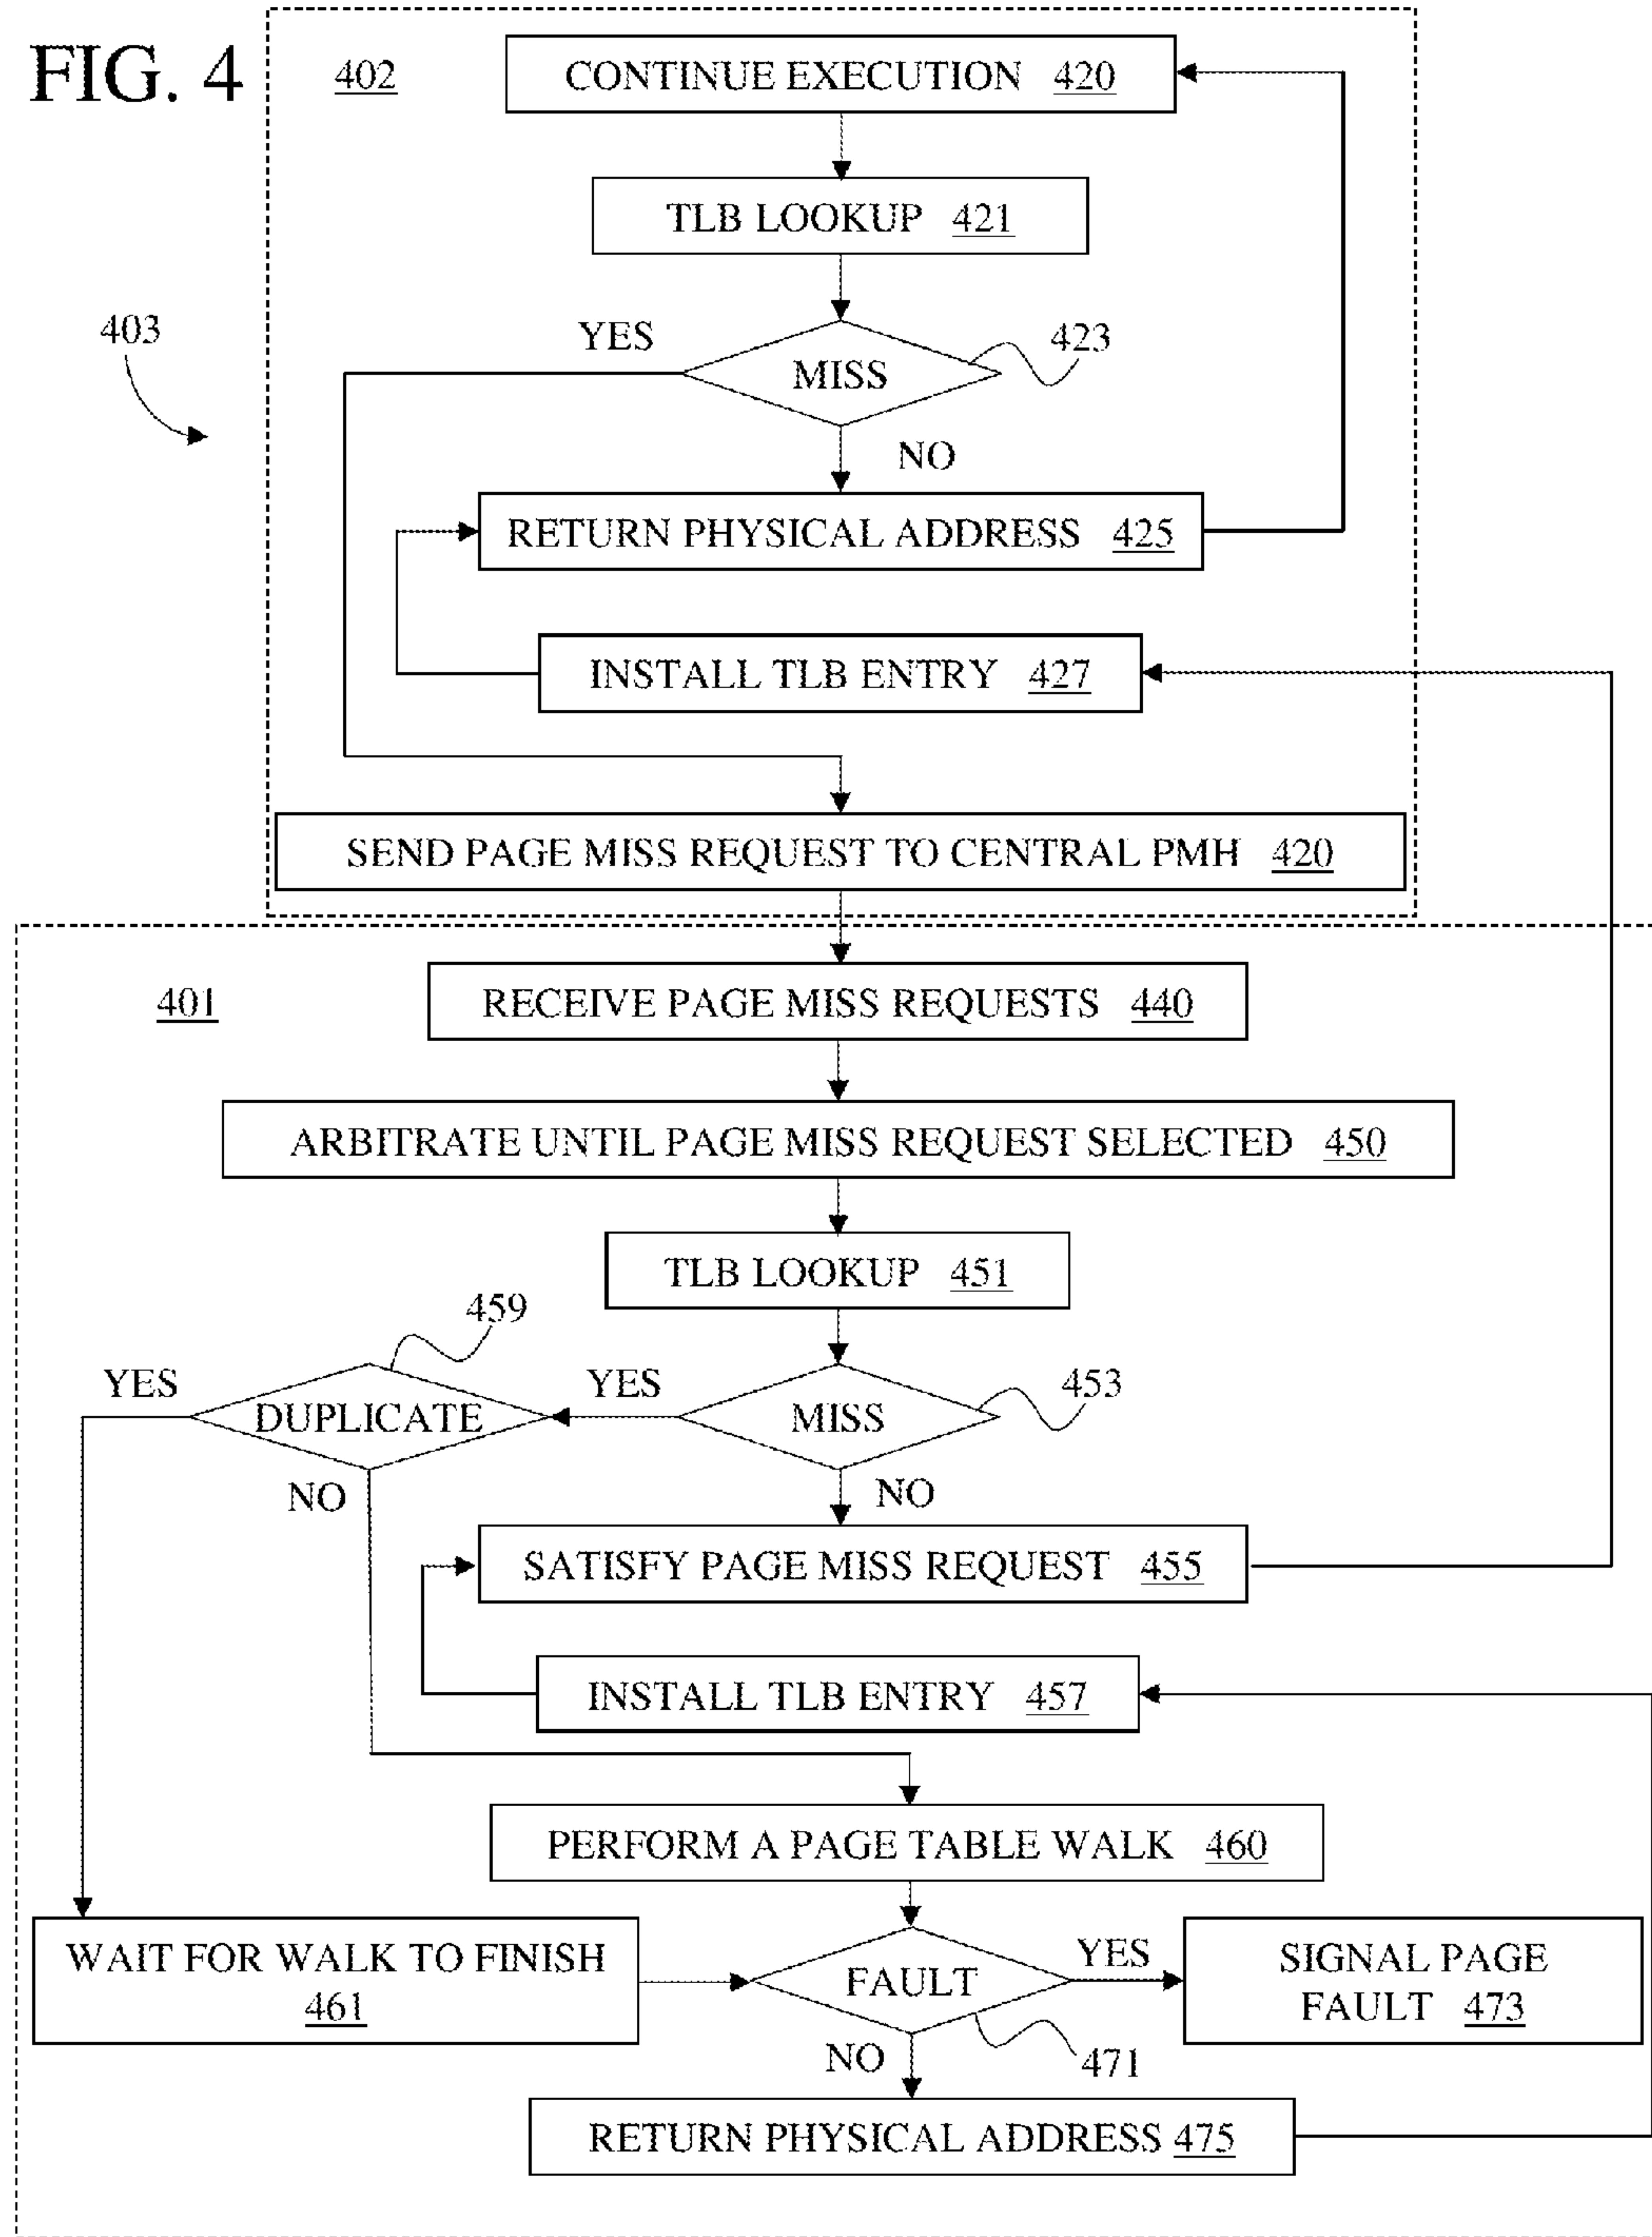 FIG. 4
402
CONTINUE EXECUTION 420
TLB LOOKUP 421
403
YES
MISS
423
NO
RETURN PHYSICAL ADDRESS 425
INSTALL TLB ENTRY 427
SEND PAGE MISS REQUEST TO CENTRAL PMH 420
401
RECEIVE PAGE MISS REQUESTS 440
ARBITRATE UNTIL PAGE MISS REQUEST SELECTED 450
TLB LOOKUP 451
459
YES
DUPLICATE
YES
MISS
453
NO
NO
SATISFY PAGE MISS REQUEST 455
INSTALL TLB ENTRY 457
PERFORM A PAGE TABLE WALK 460
WAIT FOR WALK TO FINISH
461
FAULT
YES
SIGNAL PAGE
FAULT 473
NO
471
RETURN PHYSICAL ADDRESS 475